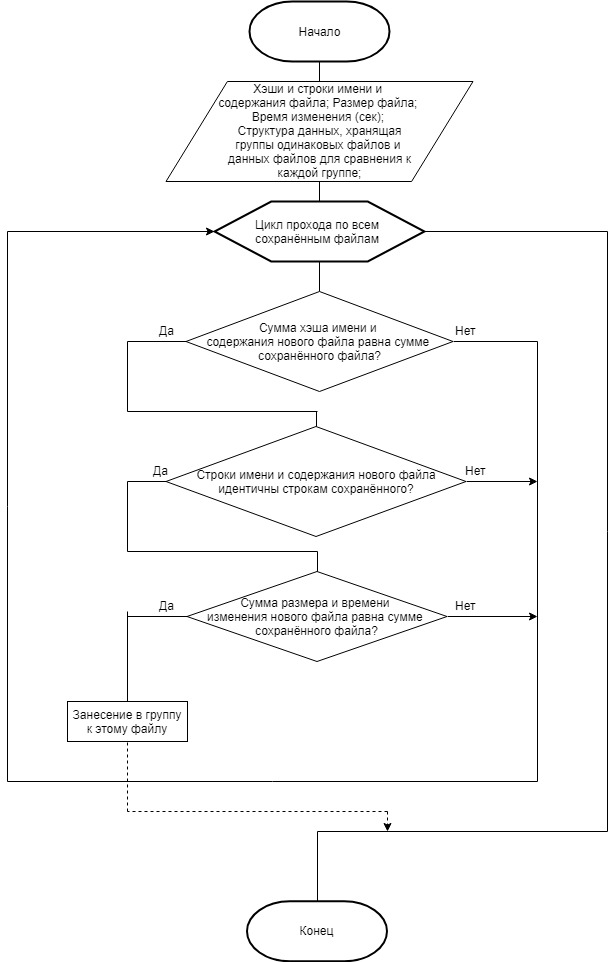 Начало
Хэши и строки имени и
содержания файла; Размер файла;
Время изменения (сек);
Структура данных, хранящая
группы одинаковых файлов и
данных файлов для сравнения к
каждой группе;
Цикл прохода по всем
сохранённым файлам
Да
Сумма хэша имени и
содержания нового файла равна сумме
сохранённого файла?
Нет
Да
Строки имени и содержания нового файла
идентичны строкам сохранённого?
Нет
Да
Сумма размера и времени
изменения нового файла равна сумме
сохранённого файла?
Нет
Занесение в группу
к этому файлу
Конец